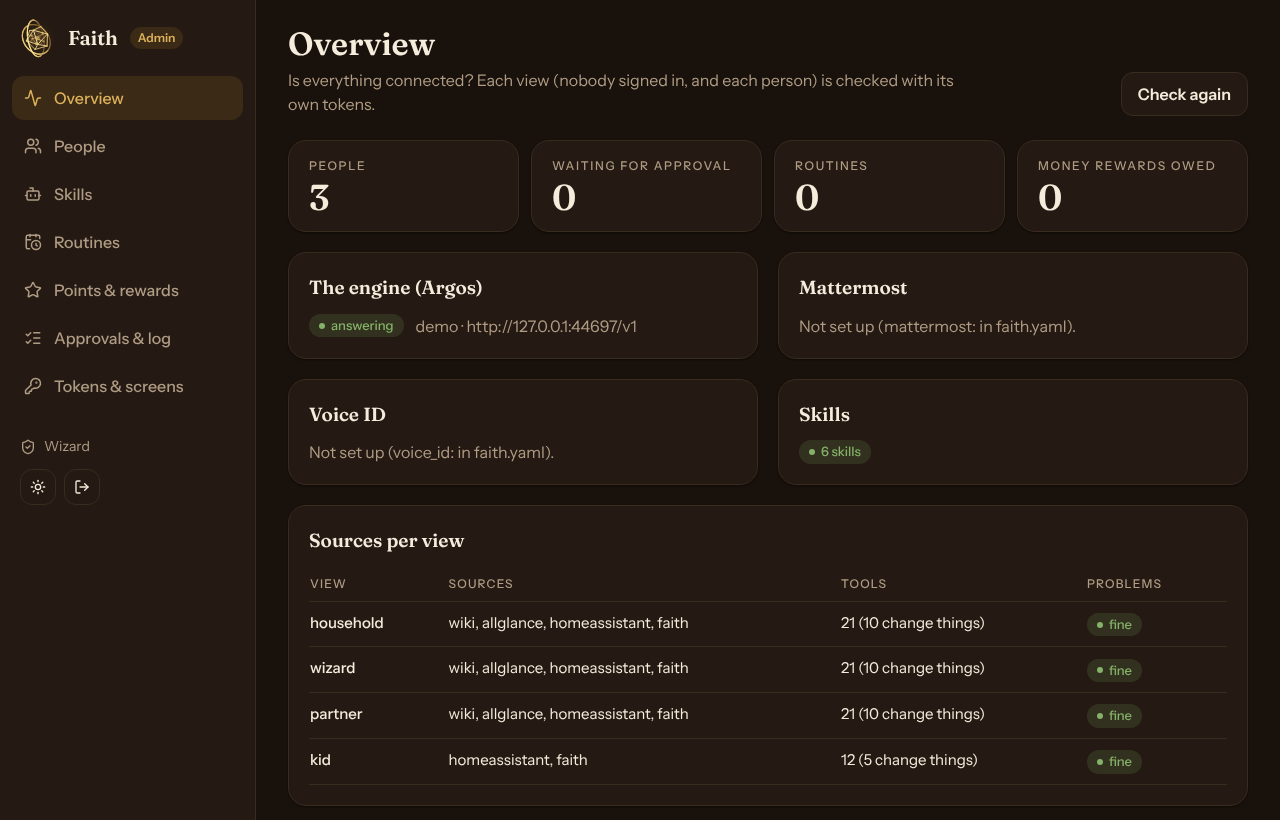 Faith Admin
Overview
People
Skills
Routines
Points & rewards
Approvals & log
Tokens & screens
Wizard
Overview
Is everything connected? Each view (nobody signed in, and each person) is checked with its
own tokens.
Check again
PEOPLE
3
WAITING FOR APPROVAL
0
ROUTINES
0
MONEY REWARDS OWED
0
The engine (Argos)
answering demo · http://127.0.0.1:44697/v1
Mattermost
Not set up (mattermost: in faith.yaml).
Voice ID
Not set up (voice_id: in faith.yaml).
Skills
6 skills
Sources per view
VIEW SOURCES TOOLS PROBLEMS
household wiki, allglance, homeassistant, faith 21 (10 change things) fine
wizard wiki, allglance, homeassistant, faith 21 (10 change things) fine
partner wiki, allglance, homeassistant, faith 21 (10 change things) fine
kid homeassistant, faith 12 (5 change things) fine